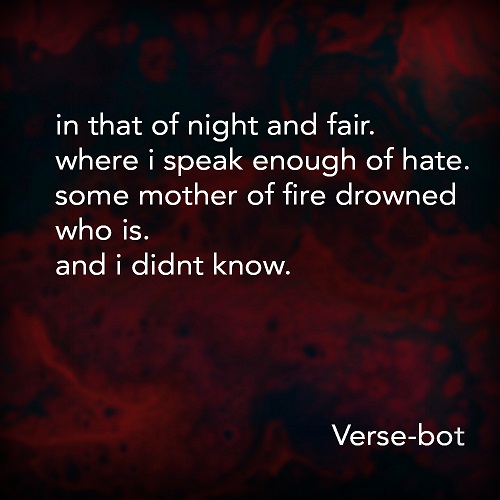 in that of night and fair.
where i speak enough of hate.
some mother of fire drowned
who is.
and i didnt know.
Verse-bot